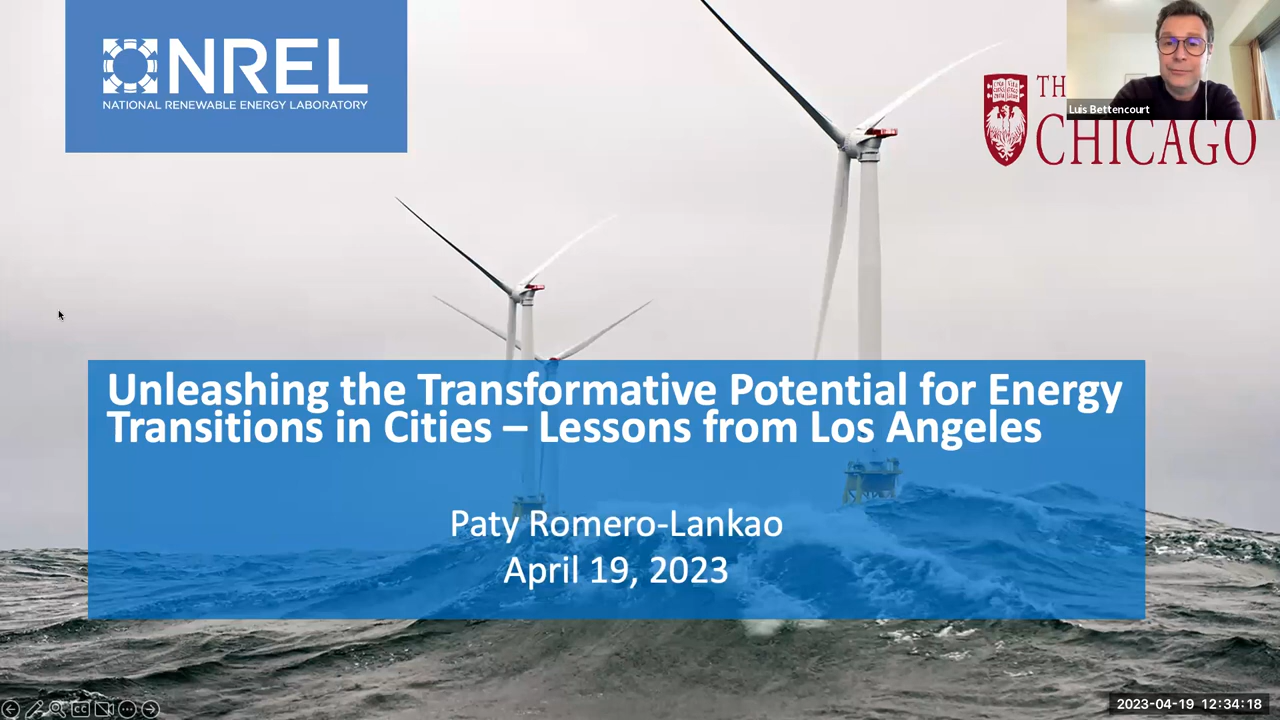 NREL
NATIONAL RENEWABLE ENERGY LABORATORY
TH
CHICAGO
Luis Bettencourt
Unleashing the Transformative Potential for Energy
Transitions in Cities – Lessons from Los Angeles
Paty Romero-Lankao
April 19, 2023
CC
2023-04-19 12:34:18